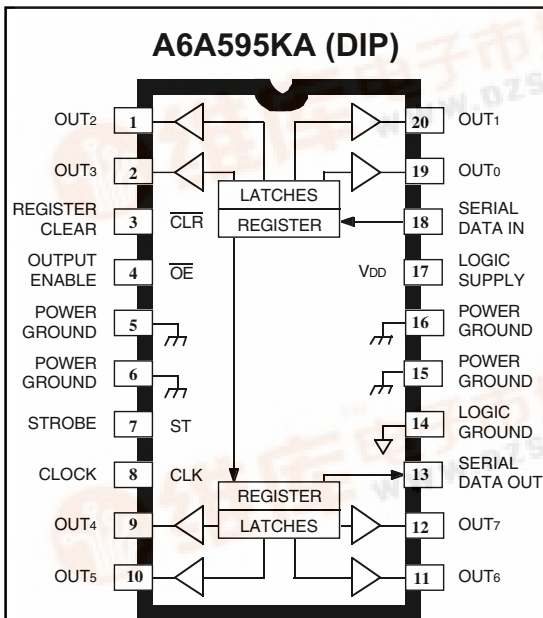 A6A595KA (DIP)
OUT2 1
20 OUT1
OUT3 2
19 OUT0
LATCHES
REGISTER
REGISTER
CLEAR
3 CLR
18 SERIAL
DATA IN
OUTPUT
ENABLE
4 OE
VDD 17 LOGIC
SUPPLY
POWER
GROUND
5
16 POWER
GROUND
POWER
GROUND
6
15 POWER
GROUND
STROBE 7 ST
14 LOGIC
GROUND
CLOCK 8 CLK
13 SERIAL
DATA OUT
REGISTER
LATCHES
OUT4 9
12 OUT7
OUT5 10
11 OUT6